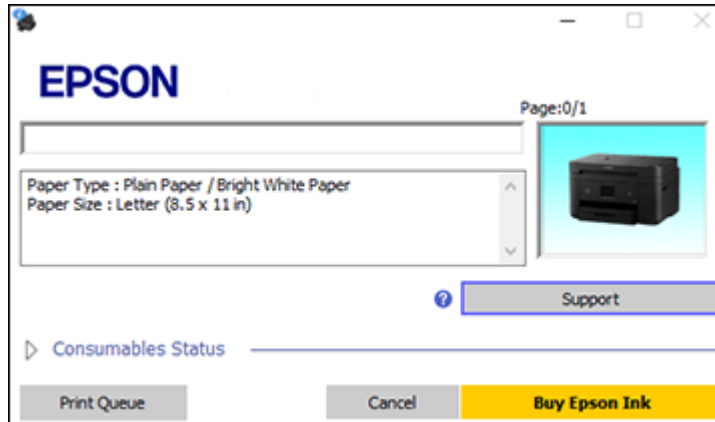 EPSON
Page:0/1
Paper Type : Plain Paper / Bright White Paper
Paper Size : Letter (8.5 x 11 in)
Support
Consumables Status
Print Queue
Cancel
Buy Epson Ink